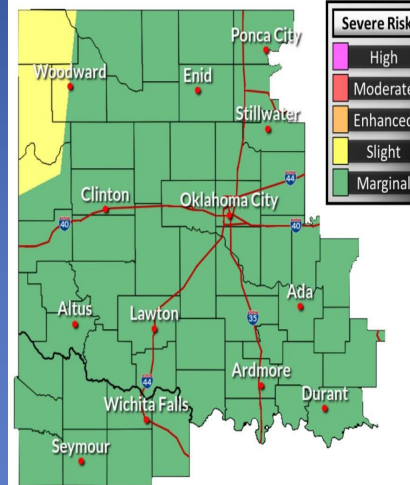 Ponca City
Severe Risk
High
Woodward
Enid
Moderate
Stillwater
Enhanced
Slight
44
Marginal
Clinton
Oklahoma City
40
40
Ada
Altus
Lawton
35
Ardmore
44
Durant
Wichita Falls
Seymour